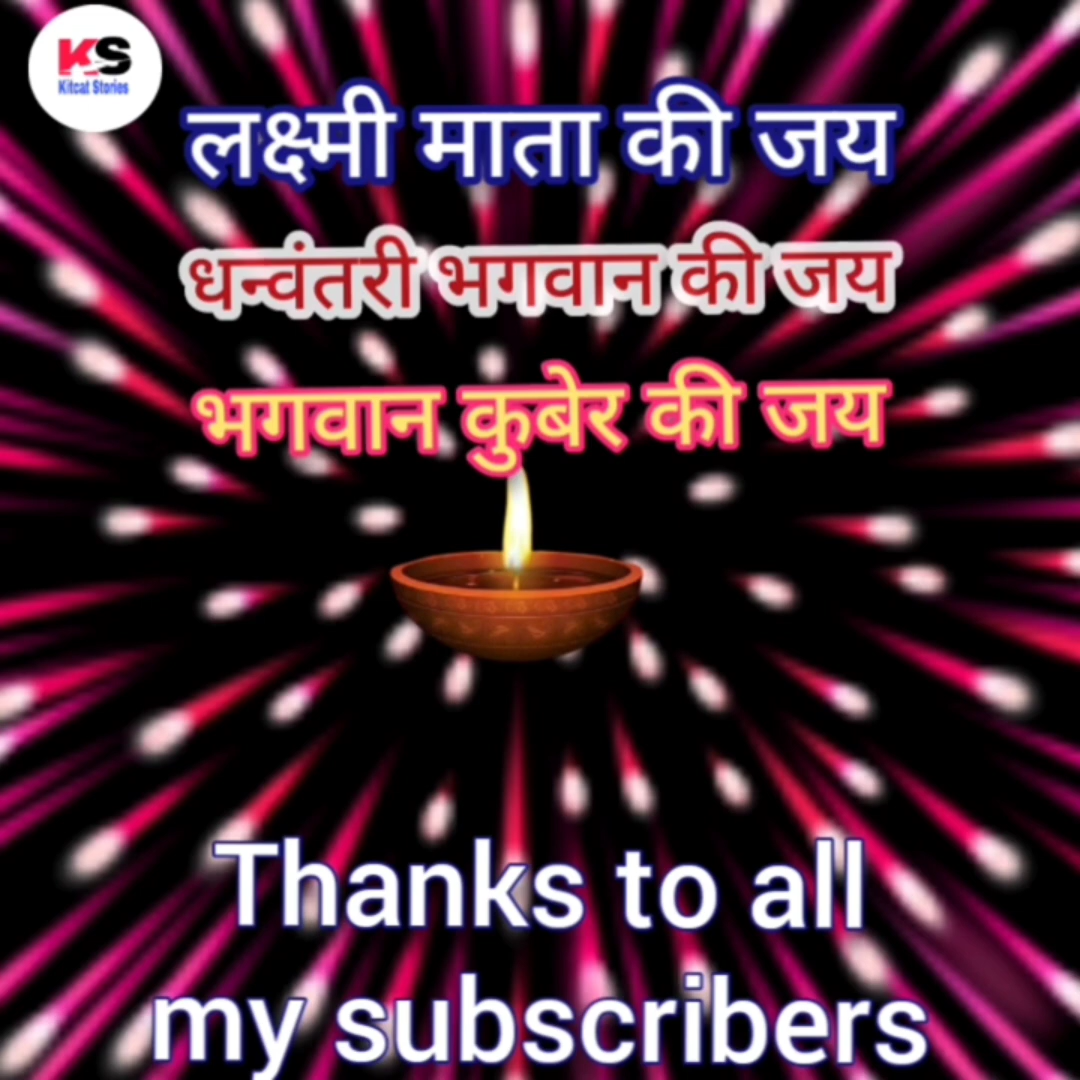 KS
Kitcat Stories
लक्ष्मी माता की जय
धन्वंतरी भगवान की जय
भगवान कुबेर की जय
Thanks to all
my subscribers